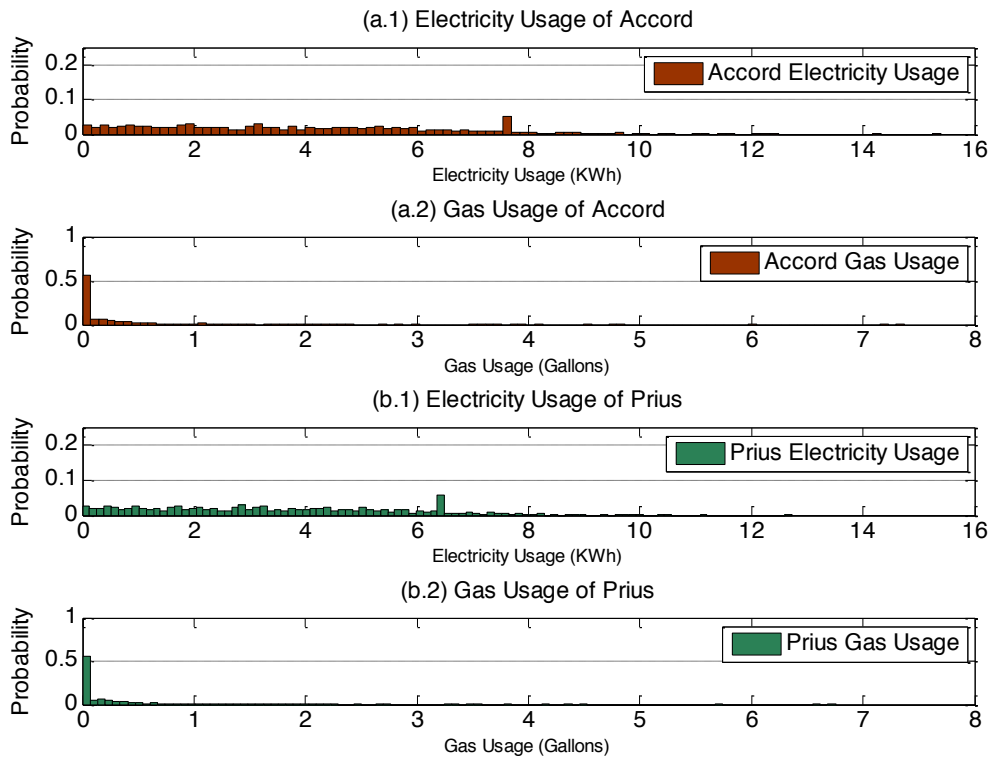 (a.1) Electricity Usage of Accord
Probability
0.2
0.1
0
Accord Electricity Usage
0 2 4 6 8 10 12 14 16
Electricity Usage (KWh)
(a.2) Gas Usage of Accord
Probability
1
0.5
0
Accord Gas Usage
0 1 2 3 4 5 6 7 8
Gas Usage (Gallons)
(b.1) Electricity Usage of Prius
Probability
0.2
0.1
0
Prius Electricity Usage
0 2 4 6 8 10 12 14 16
Electricity Usage (KWh)
(b.2) Gas Usage of Prius
Probability
1
0.5
0
Prius Gas Usage
0 1 2 3 4 5 6 7 8
Gas Usage (Gallons)